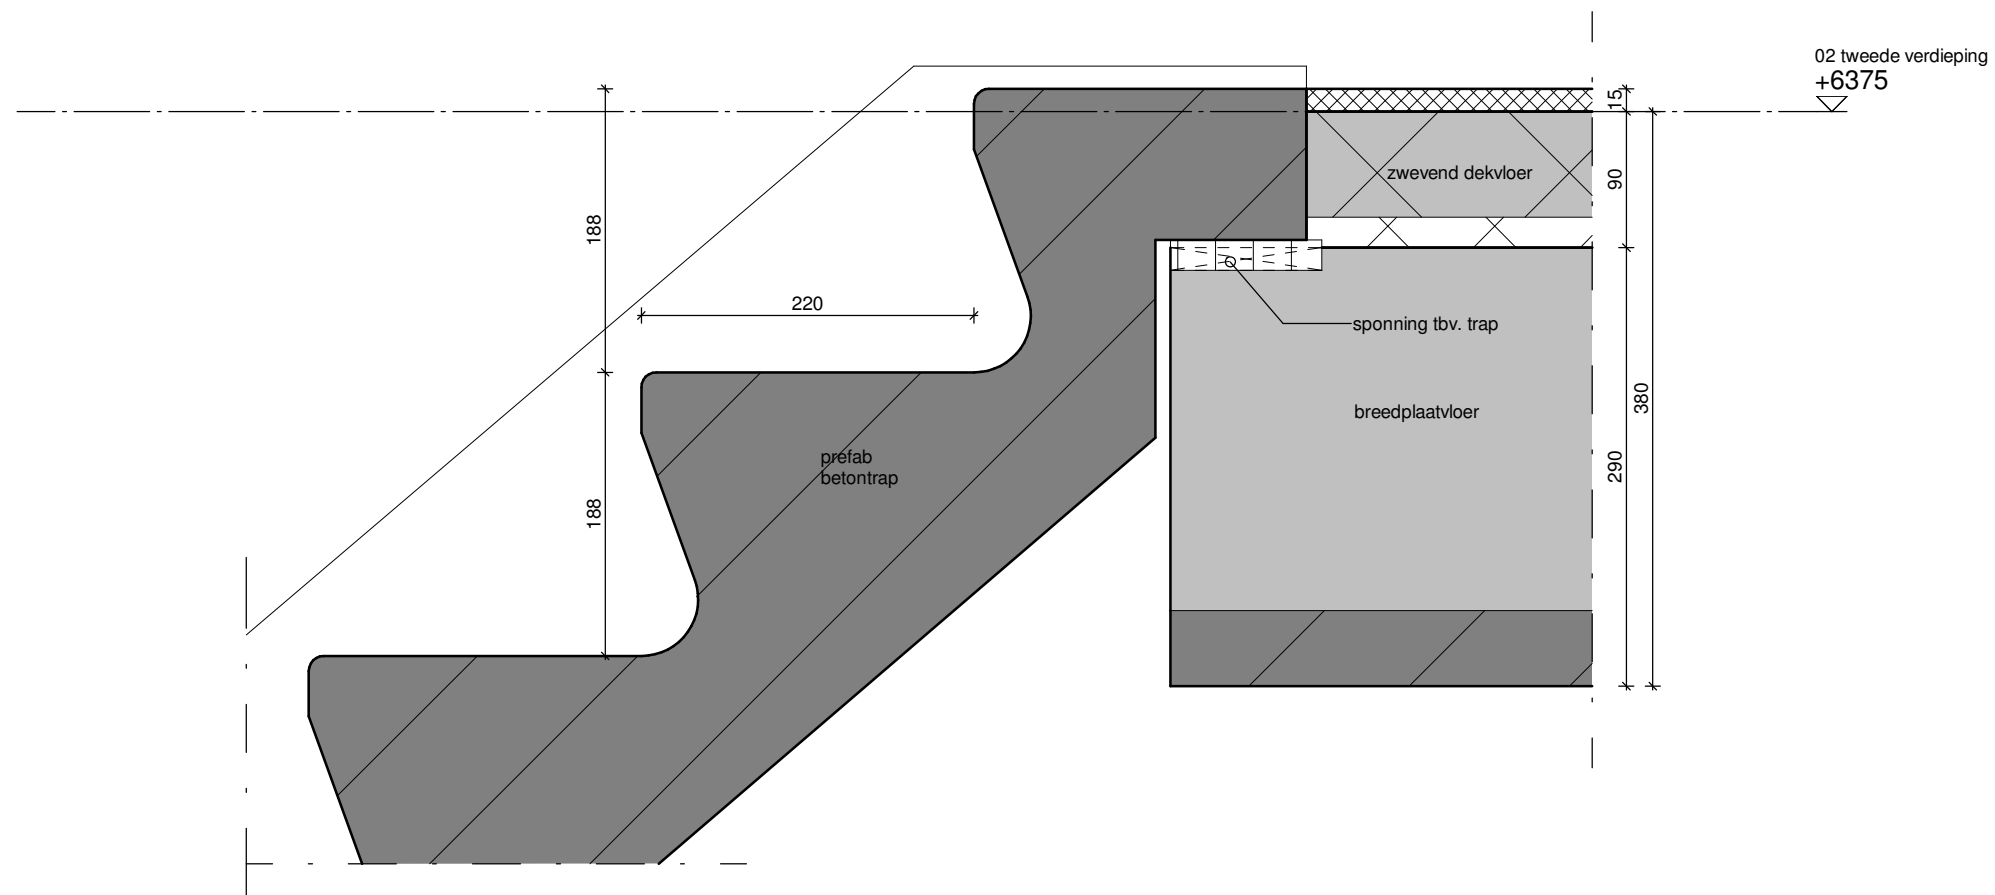 02 tweede verdieping
+6375
15
zwevend dekvloer
90
188
220
sponning tbv. trap
380
breedplaatvloer
prefab
betontrap
290
188